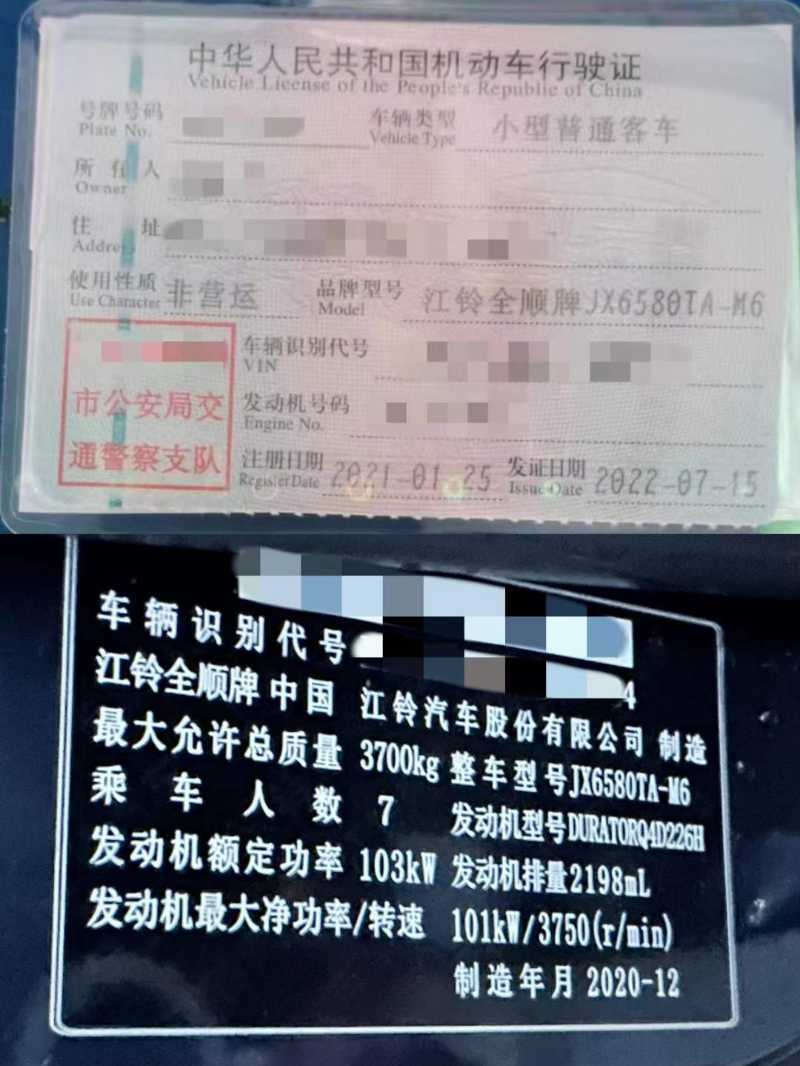 中华人民共和国机动车行驶证
Vehicle License of the People's Republic of China
号牌号码 车辆类型 小型普通客车
Plate No. Vehicle Type
所有人
Owner
住 址
Address
使用性质 非营运 品牌型号 江铃全顺牌JX6580TA-M6
Use Character Model
车辆识别代号
VIN
市公安局交
通警察支队
发动机号码
Engine No.
注册日期 2021-01-25 发证日期 2022-07-15
Register Date Issue Date
车辆识别代号 4
江铃全顺牌 中国 江铃汽车股份有限公司 制造
最大允许总质量 3700kg 整车型号JX6580TA-M6
乘车人数 7 发动机型号DURATORQ4D226H
发动机额定功率 103kW 发动机排量2198mL
发动机最大净功率/转速 101kW/3750(r/min)
制造年月 2020-12